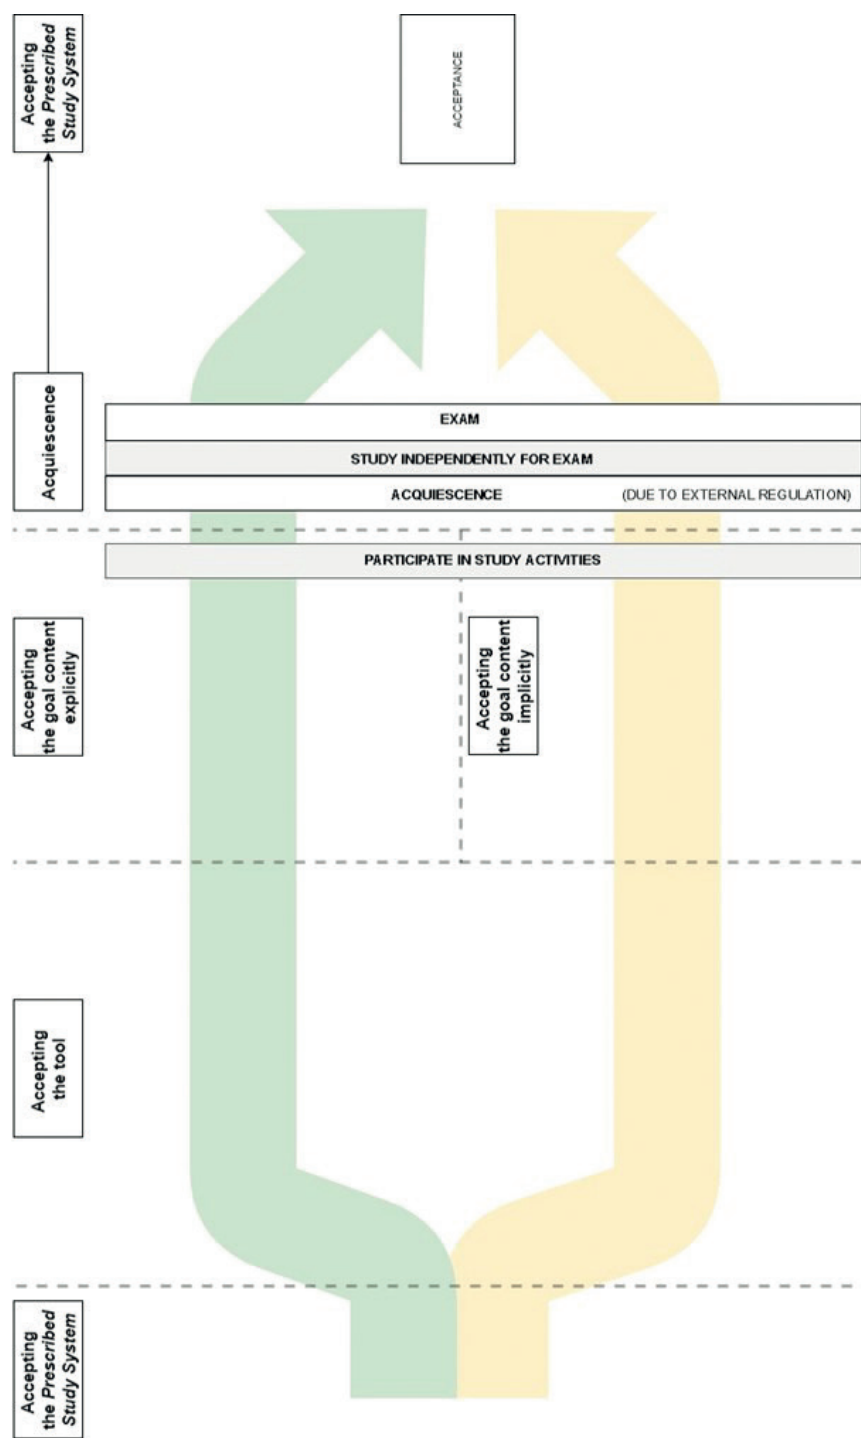 Accepting
the Prescribed
Study System
ACCEPTANCE
Acquiescence
EXAM
STUDY INDEPENDENTLY FOR EXAM
ACQUIESCENCE (DUE TO EXTERNAL REGULATION)
PARTICIPATE IN STUDY ACTIVITIES
Accepting
the goal content
explicitly
Accepting
the goal content
implicitly
Accepting
the tool
Accepting
the Prescribed
Study System